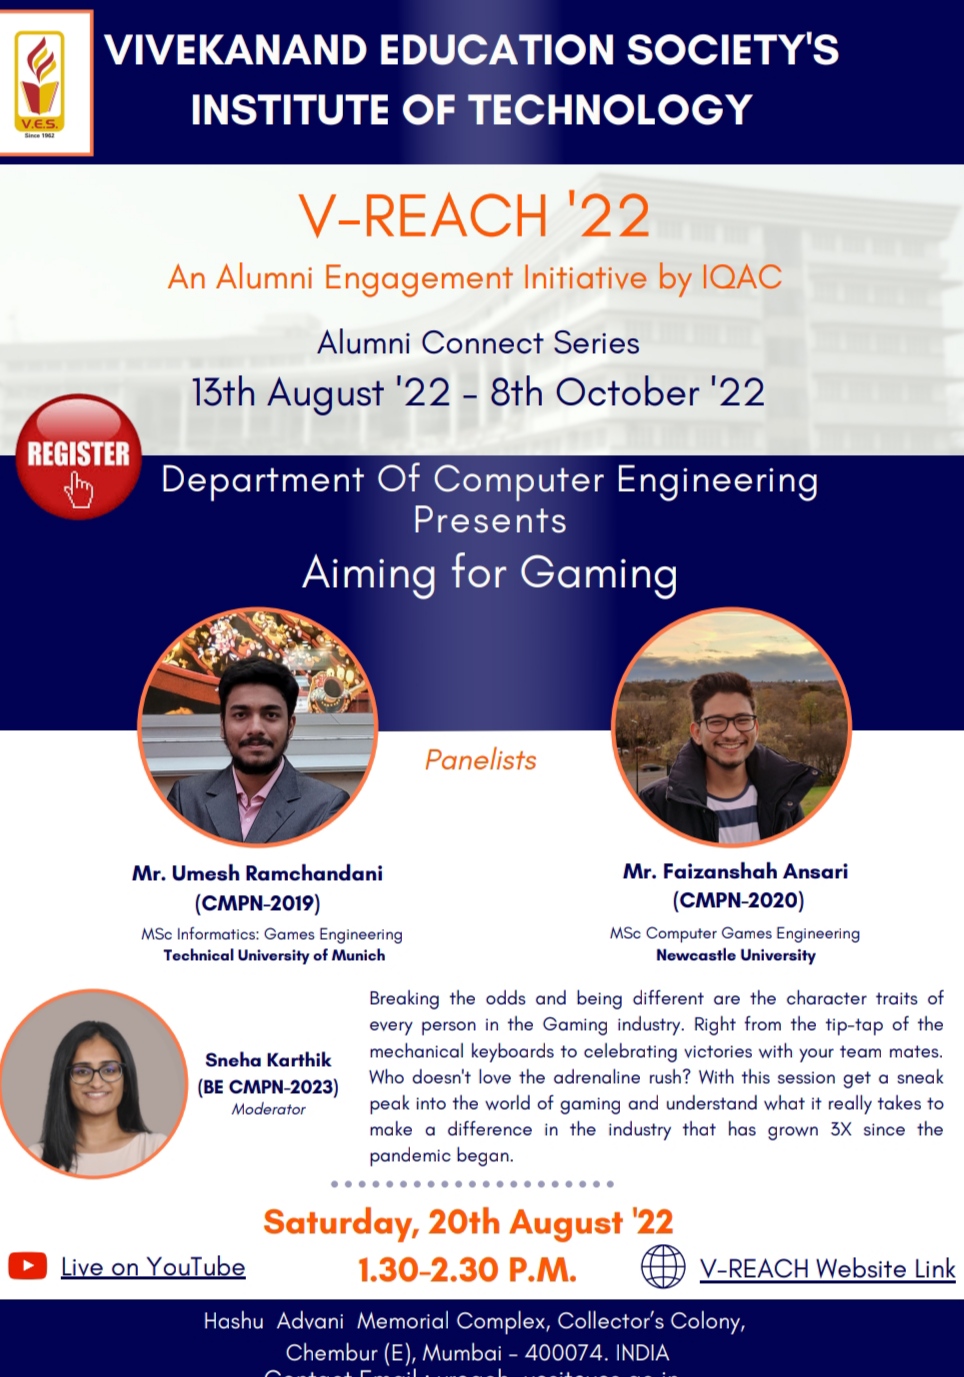 V.E.S.
Since 1962
VIVEKANAND EDUCATION SOCIETY'S
INSTITUTE OF TECHNOLOGY
V-REACH '22
An Alumni Engagement Initiative by IQAC
Alumni Connect Series
13th August '22 - 8th October '22
REGISTER
Department Of Computer Engineering
Presents
Aiming for Gaming
Panelists
Mr. Umesh Ramchandani
(CMPN-2019)
MSc Informatics: Games Engineering
Technical University of Munich
Mr. Faizanshah Ansari
(CMPN-2020)
MSc Computer Games Engineering
Newcastle University
Sneha Karthik
(BE CMPN-2023)
Moderator
Breaking the odds and being different are the character traits of
every person in the Gaming industry. Right from the tip-tap of the
mechanical keyboards to celebrating victories with your team mates.
Who doesn't love the adrenaline rush? With this session get a sneak
peak into the world of gaming and understand what it really takes to
make a difference in the industry that has grown 3X since the
pandemic began.
Saturday, 20th August '22
1.30-2.30 P.M.
Live on YouTube
V-REACH Website Link
Hashu Advani Memorial Complex, Collector's Colony,
Chembur (E), Mumbai - 400074. INDIA
Contact Email :